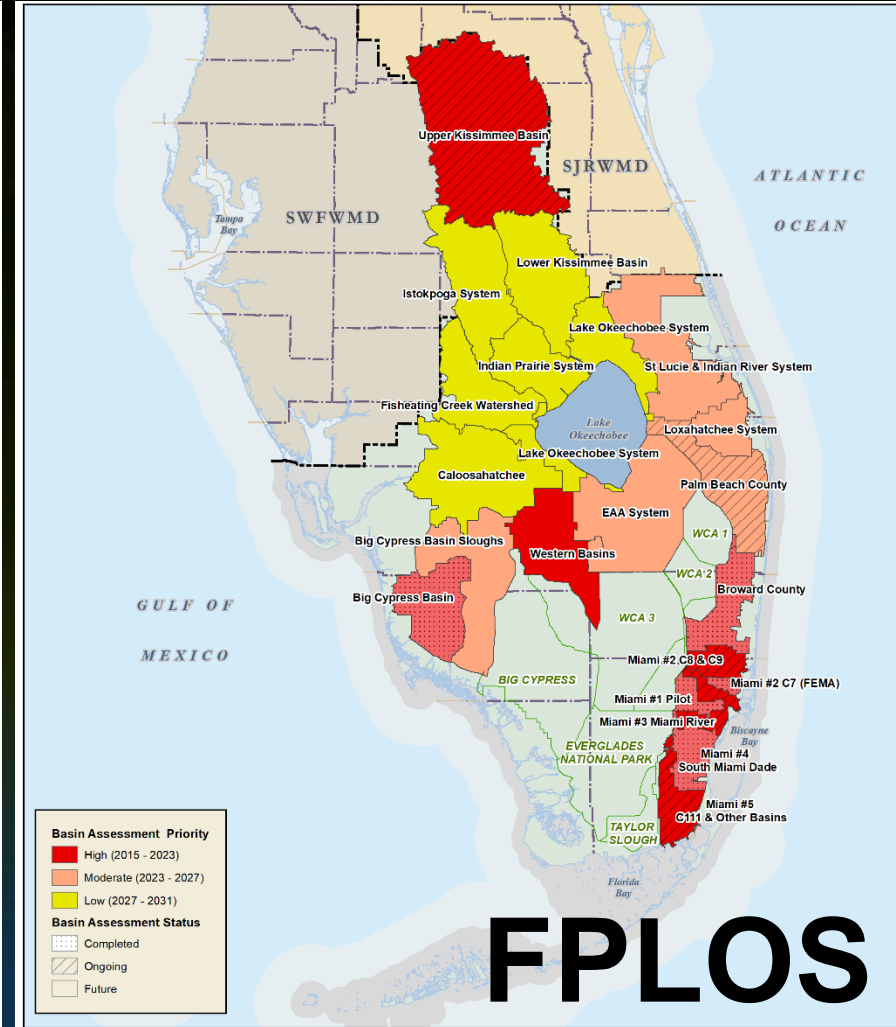 Upper Kissimmee Basin
SJRWMD
ATLANTIC
OCEAN
SWFWMD
Tampa
Bay
Lower Kissimmee Basin
Istokpoga System
Lake Okeechobee System
Indian Prairie System
St Lucie & Indian River System
Fisheating Creek Watershed
Lake
Okeechobee
Loxahatchee System
Lake Okeechobee System
Caloosahatchee
Palm Beach County
EAA System
WCA 1
Big Cypress Basin Sloughs
Western Basins
WCA 2
Big Cypress Basin
Broward County
GULF OF
MEXICO
WCA 3
Miami #2 C8 & C9
BIG CYPRESS
Miami #2 C7 (FEMA)
Miami #1 Pilot
Miami #3 Miami River
Biscayne
Bay
EVERGLADES
NATIONAL PARK
Miami #4
South Miami Dade
Miami #5
C111 & Other Basins
TAYLOR
SLOUGH
Florida
Bay
Basin Assessment Priority
High (2015 - 2023)
Moderate (2023 - 2027)
Low (2027 - 2031)
Basin Assessment Status
Completed
Ongoing
Future
FPLOS